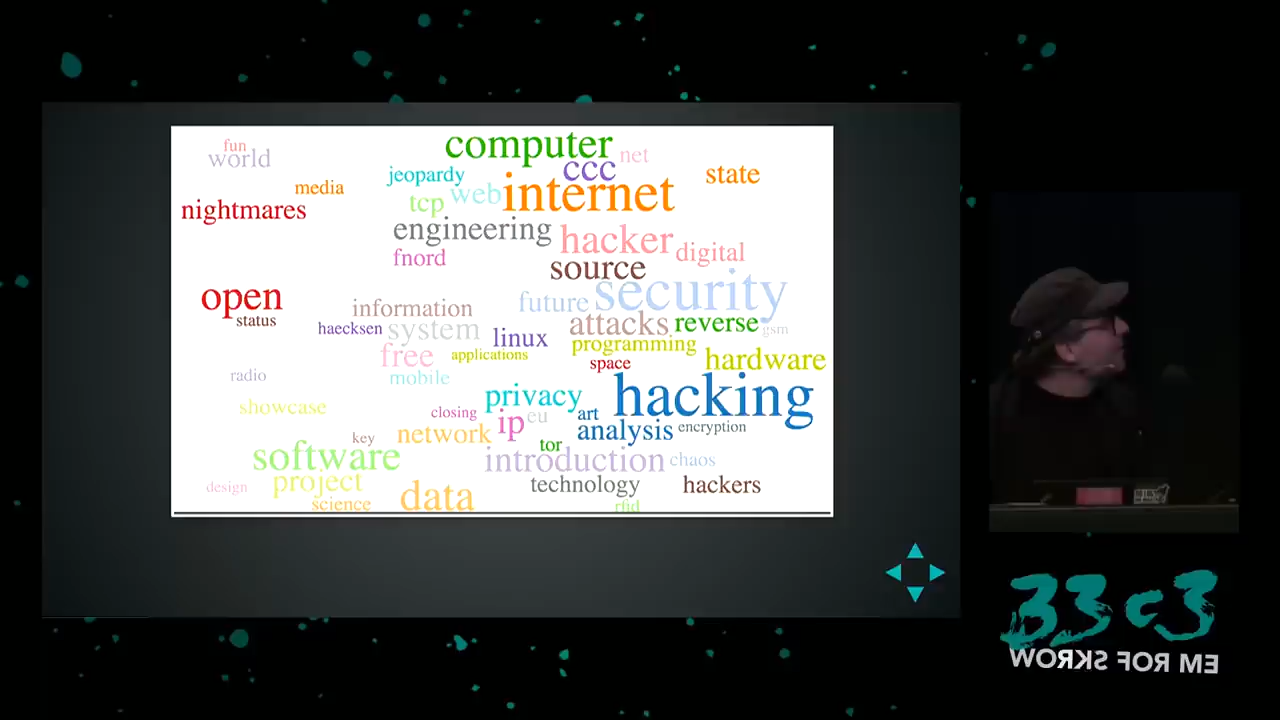 computer
fun
net
world
ccc
jeopardy
state
media
web
internet
tcp
nightmares
engineering
hacker
digital
fnord
source
security
open
future
information
status
haecksen
system
linux
attacks
reverse
gsm
programming
free
applications
space
hardware
radio
mobile
privacy
hacking
showcase
closing
ip
eu
art
encryption
key
network
tor
analysis
software
introduction
chaos
design
project
technology
hackers
science
data
rfid
33c3
WORKS FOR ME